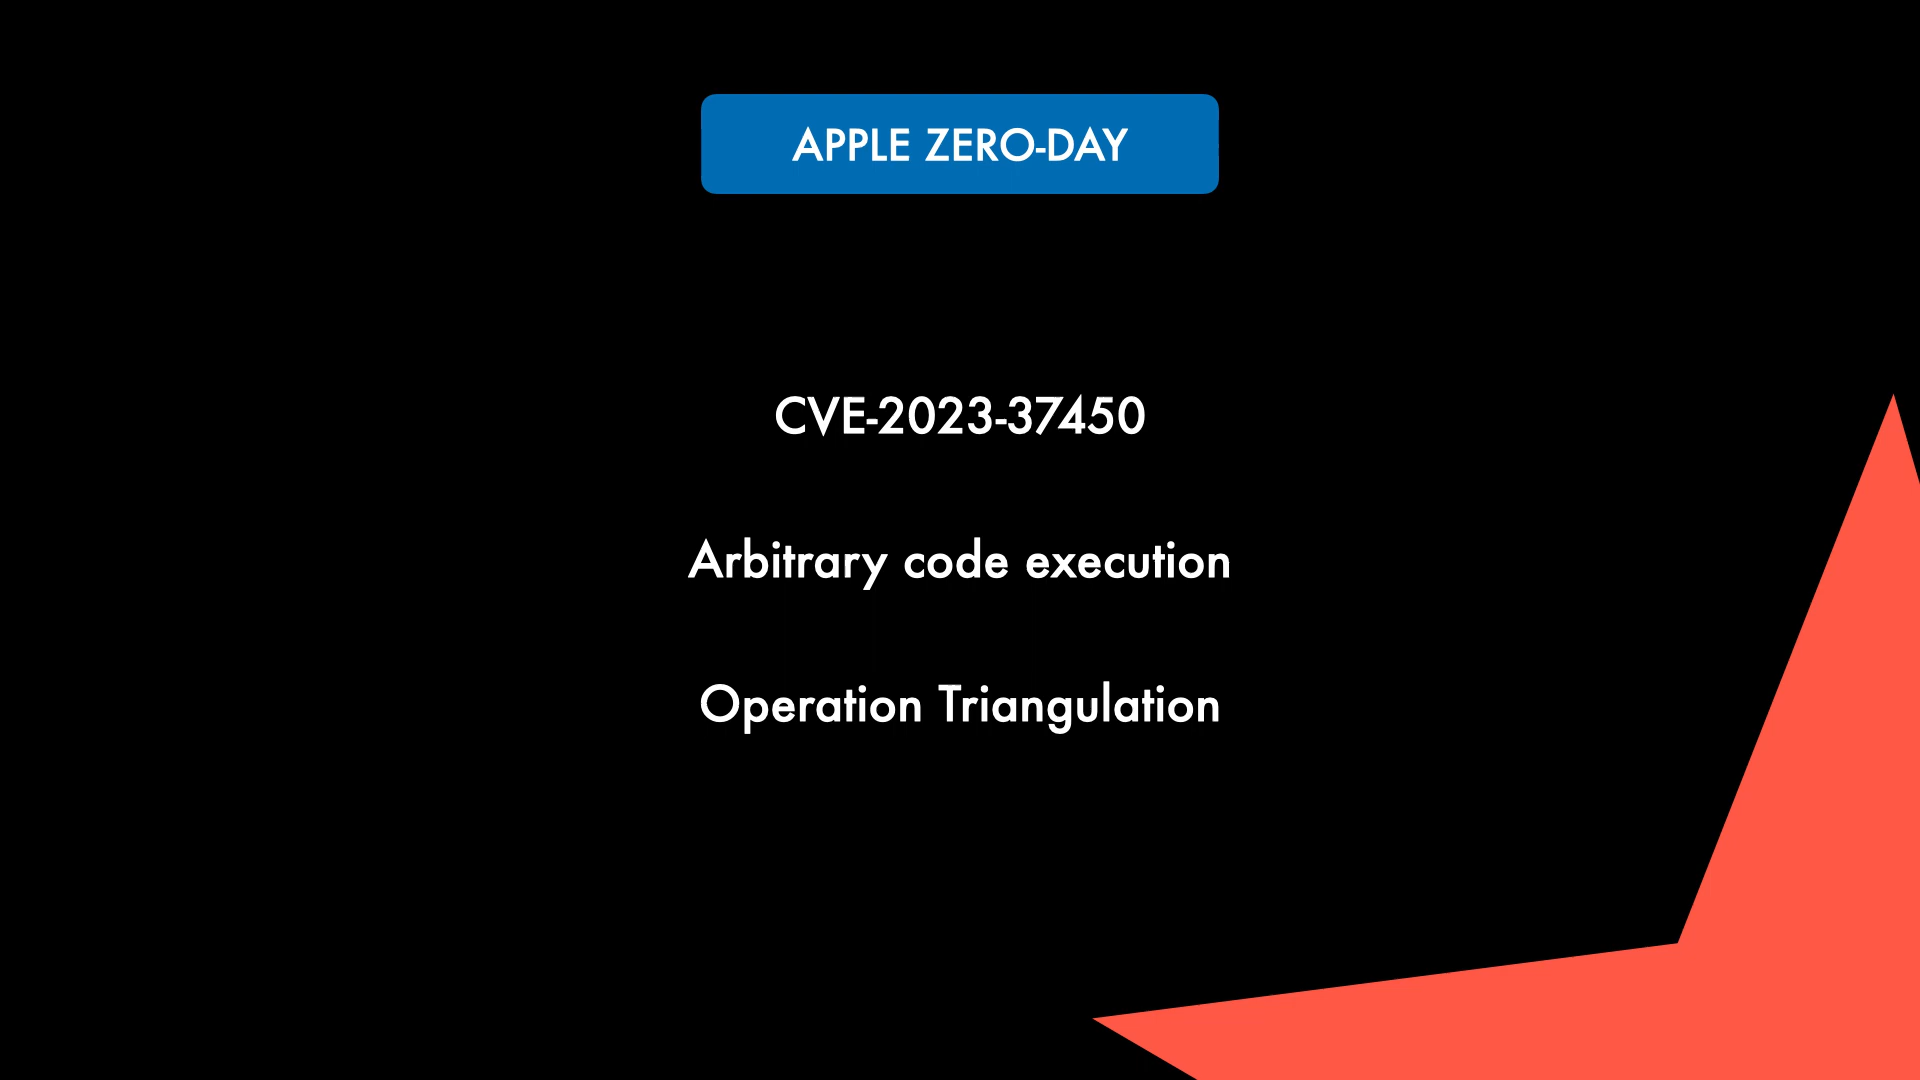 APPLE ZERO-DAY
CVE-2023-37450
Arbitrary code execution
Operation Triangulation